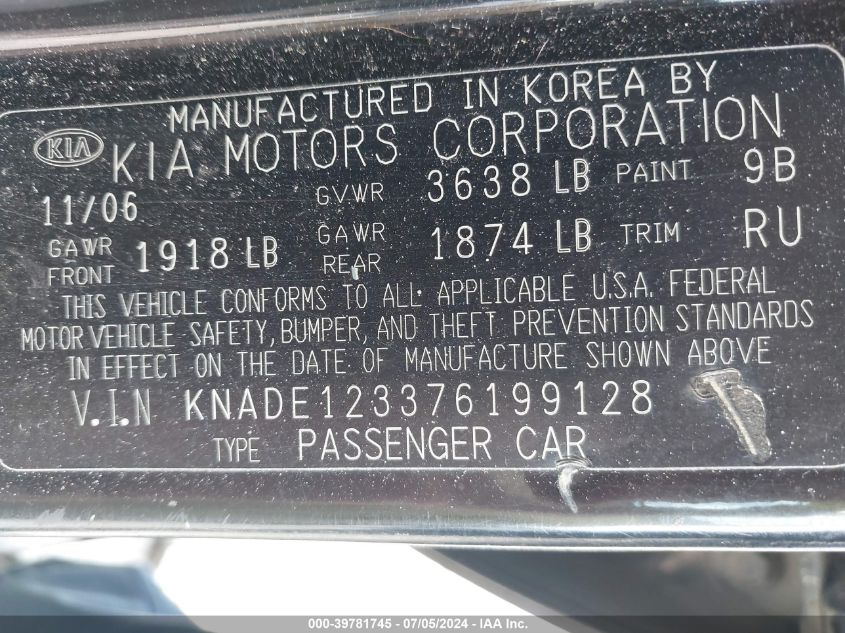 MANUFACTURED IN KOREA BY
KIA KIA MOTORS CORPORATION
11/06 GVWR 3638 LB PAINT 9B
GAWR FRONT 1918 LB GAWR REAR 1874 LB TRIM RU
THIS VEHICLE CONFORMS TO ALL APPLICABLE U.S.A. FEDERAL
MOTOR VEHICLE SAFETY, BUMPER, AND THEFT PREVENTION STANDARDS
IN EFFECT ON THE DATE OF MANUFACTURE SHOWN ABOVE
V.I.N KNADE123376199128
TYPE PASSENGER CAR
000-39781745 - 07/05/2024 - IAA Inc.